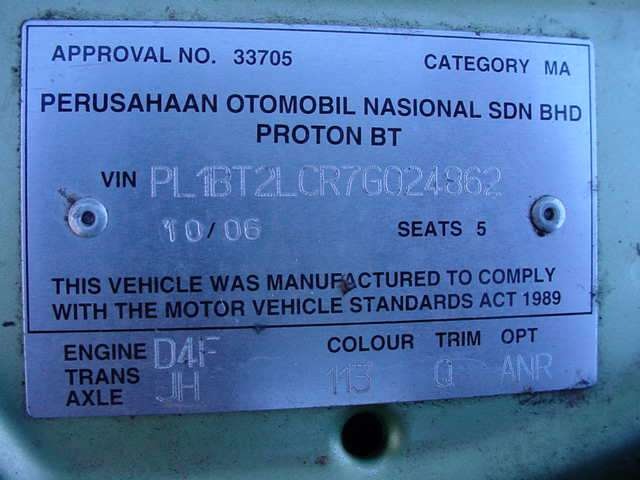 APPROVAL NO. 33705 CATEGORY MA
PERUSAHAAN OTOMOBIL NASIONAL SDN BHD
PROTON BT
VIN PL1BT2LCR7G024862
10/06 SEATS 5
THIS VEHICLE WAS MANUFACTURED TO COMPLY
WITH THE MOTOR VEHICLE STANDARDS ACT 1989
ENGINE D4F COLOUR TRIM OPT
TRANS JH 113 Q ANR
AXLE